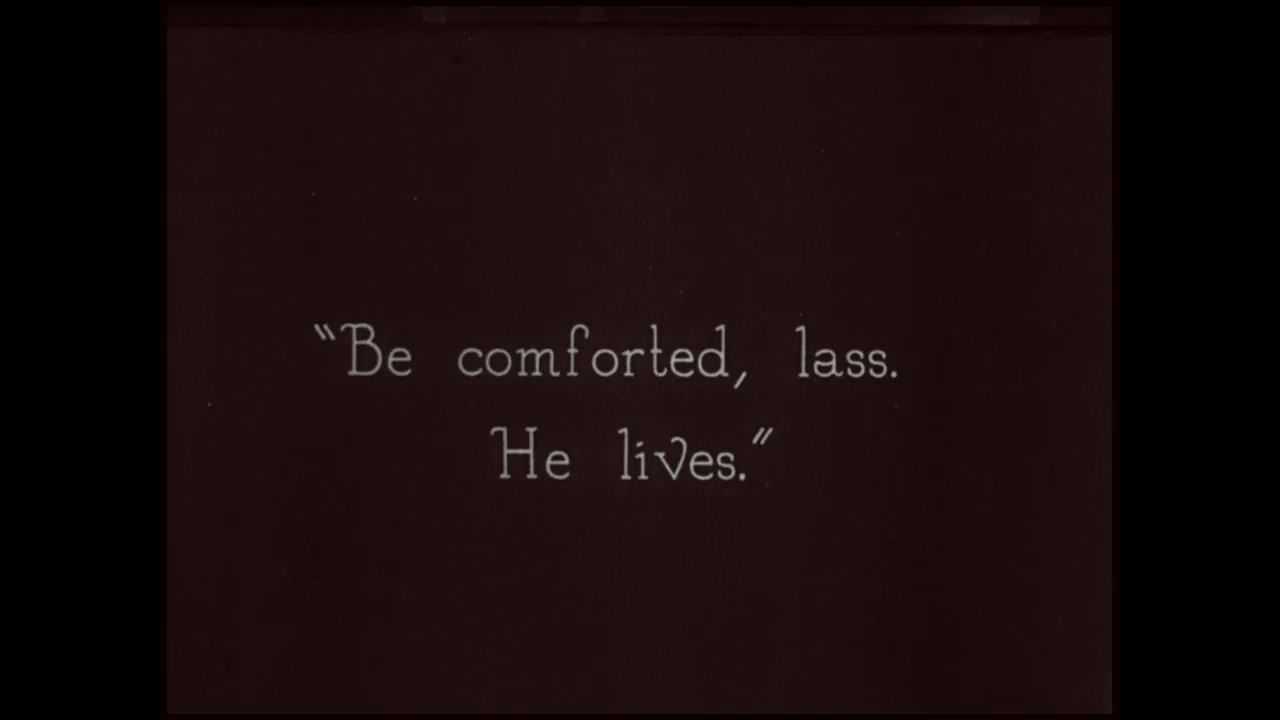 “Be comforted, lass.
He lives.”